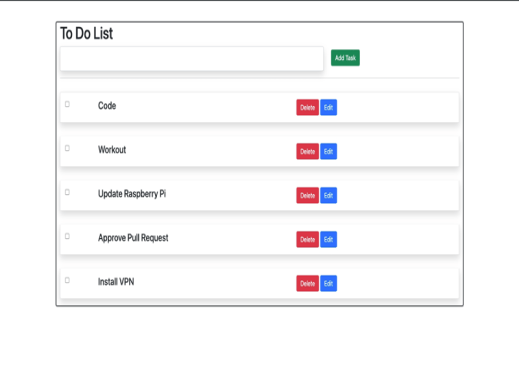 To Do List
Add Task
Code Delete Edit
Workout Delete Edit
Update Raspberry Pi Delete Edit
Approve Pull Request Delete Edit
Install VPN Delete Edit